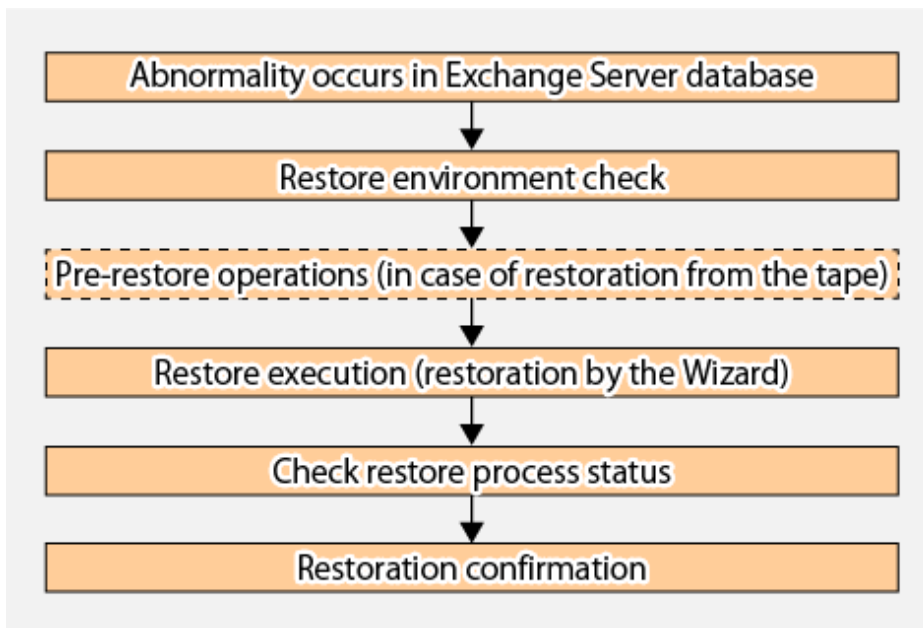 Abnormality occurs in Exchange Server database
Restore environment check
Pre-restore operations (in case of restoration from the tape)
Restore execution (restoration by the Wizard)
Check restore process status
Restoration confirmation